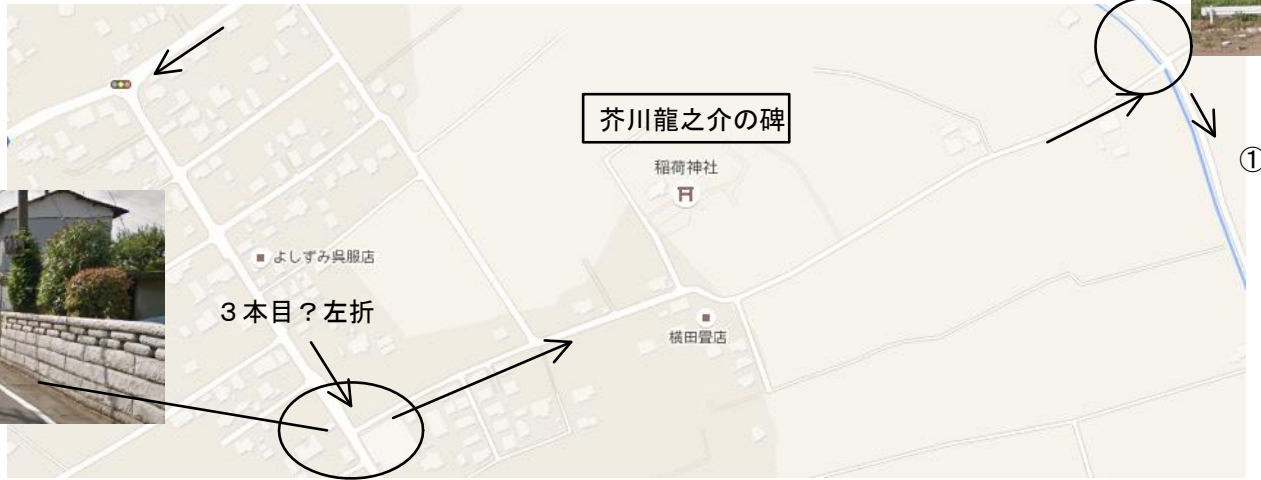 芥川龍之介の碑
稲荷神社
①
よしずみ呉服店
３本目？左折
横田畳店